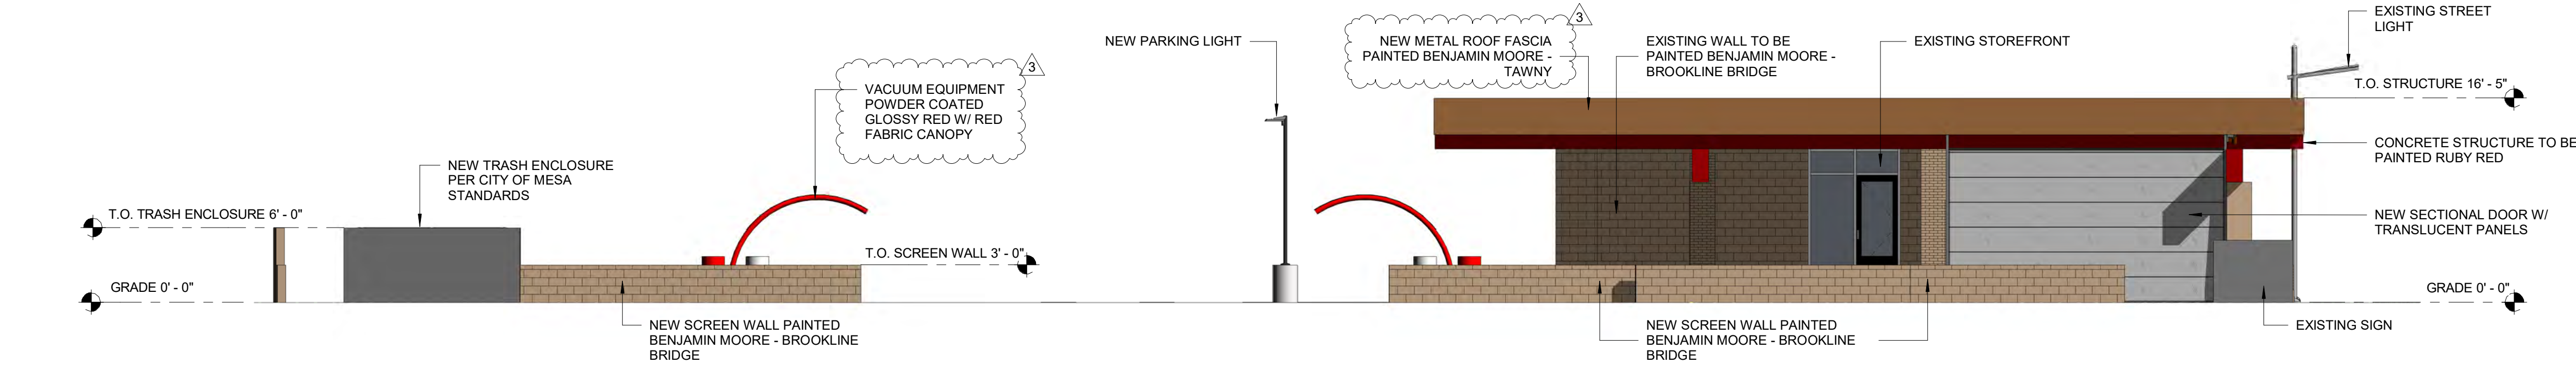 EXISTING STREET
LIGHT
3
NEW PARKING LIGHT
NEW METAL ROOF FASCIA
PAINTED BENJAMIN MOORE -
TAWNY
EXISTING WALL TO BE
PAINTED BENJAMIN MOORE -
BROOKLINE BRIDGE
EXISTING STOREFRONT
3
VACUUM EQUIPMENT
POWDER COATED
GLOSSY RED W/ RED
FABRIC CANOPY
T.O. STRUCTURE 16' - 5"
CONCRETE STRUCTURE TO BE
PAINTED RUBY RED
NEW TRASH ENCLOSURE
PER CITY OF MESA
STANDARDS
T.O. TRASH ENCLOSURE 6' - 0"
NEW SECTIONAL DOOR W/
TRANSLUCENT PANELS
T.O. SCREEN WALL 3' - 0"
GRADE 0' - 0"
GRADE 0' - 0"
NEW SCREEN WALL PAINTED
BENJAMIN MOORE - BROOKLINE
BRIDGE
NEW SCREEN WALL PAINTED
BENJAMIN MOORE - BROOKLINE
BRIDGE
EXISTING SIGN